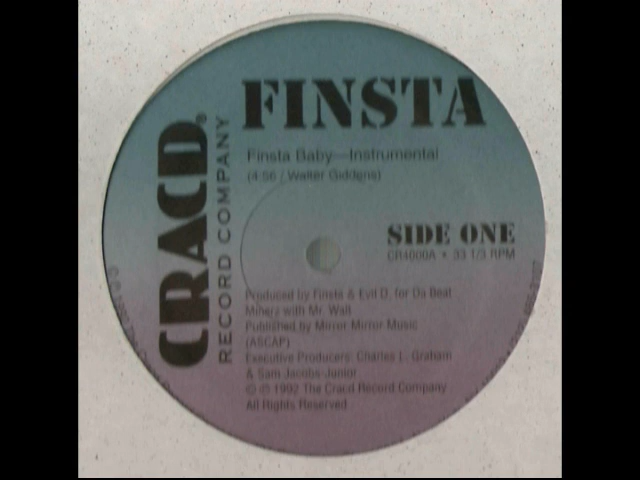 FINSTA
CRACD®
RECORD COMPANY
Finsta Baby—Instrumental
(4:56 / Walter Giddens)
SIDE ONE
CR4000A • 33 1/3 RPM
Produced by Finsta & Evil D. for Da Beat
Minerz with Mr. Walt
Published by Mirror Mirror Music
(ASCAP)
Executive Producers: Charles L. Graham
& Sam Jacobs Junior
© ℗ 1992 The Cracd Record Company
All Rights Reserved